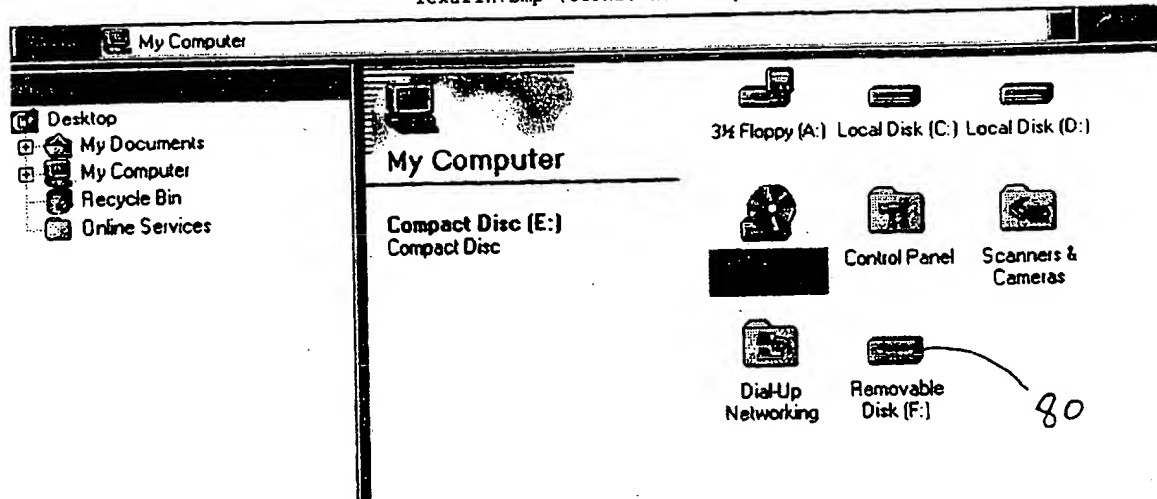 My Computer
Desktop
My Documents
My Computer
Recycle Bin
Online Services
My Computer
Compact Disc (E:)
Compact Disc
3½ Floppy (A:) Local Disk (C:) Local Disk (D:)
Control Panel
Scanners &
Cameras
Dial-Up
Networking
Removable
Disk (F:)
80